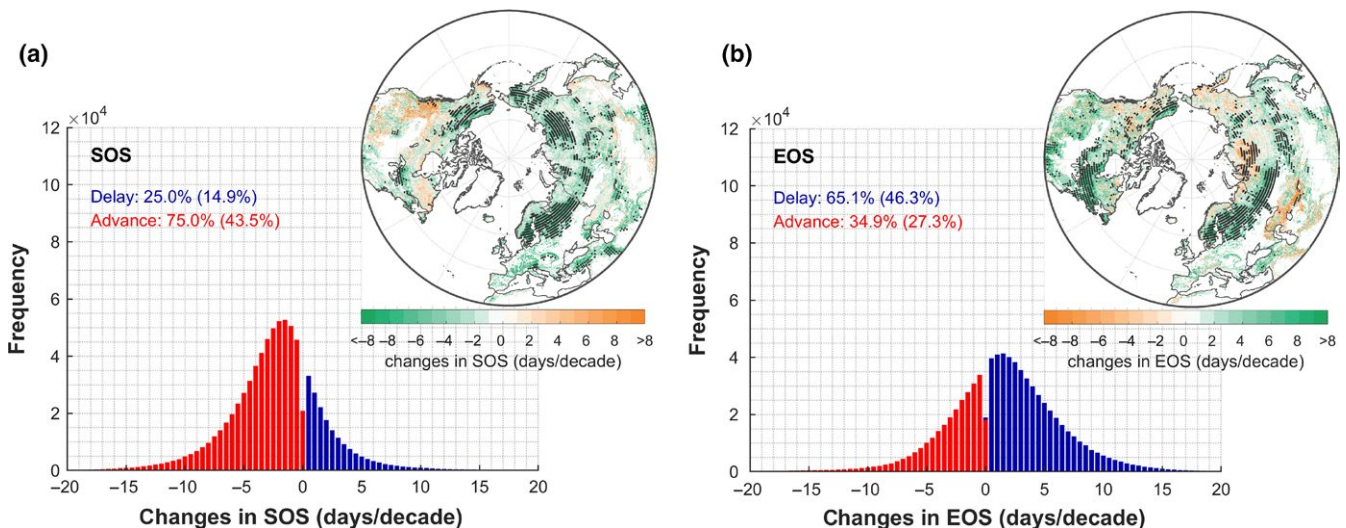 (a)
×10⁴
12
10
8
6
4
2
0
Frequency
SOS
Delay: 25.0% (14.9%)
Advance: 75.0% (43.5%)
<–8 –6 –4 –2 0 2 4 6 >8
changes in SOS (days/decade)
–20 –15 –10 –5 0 5 10 15 20
Changes in SOS (days/decade)
(b)
×10⁴
12
10
8
6
4
2
0
Frequency
EOS
Delay: 65.1% (46.3%)
Advance: 34.9% (27.3%)
<–8 –6 –4 –2 0 2 4 6 8 >8
changes in EOS (days/decade)
–20 –15 –10 –5 0 5 10 15 20
Changes in EOS (days/decade)